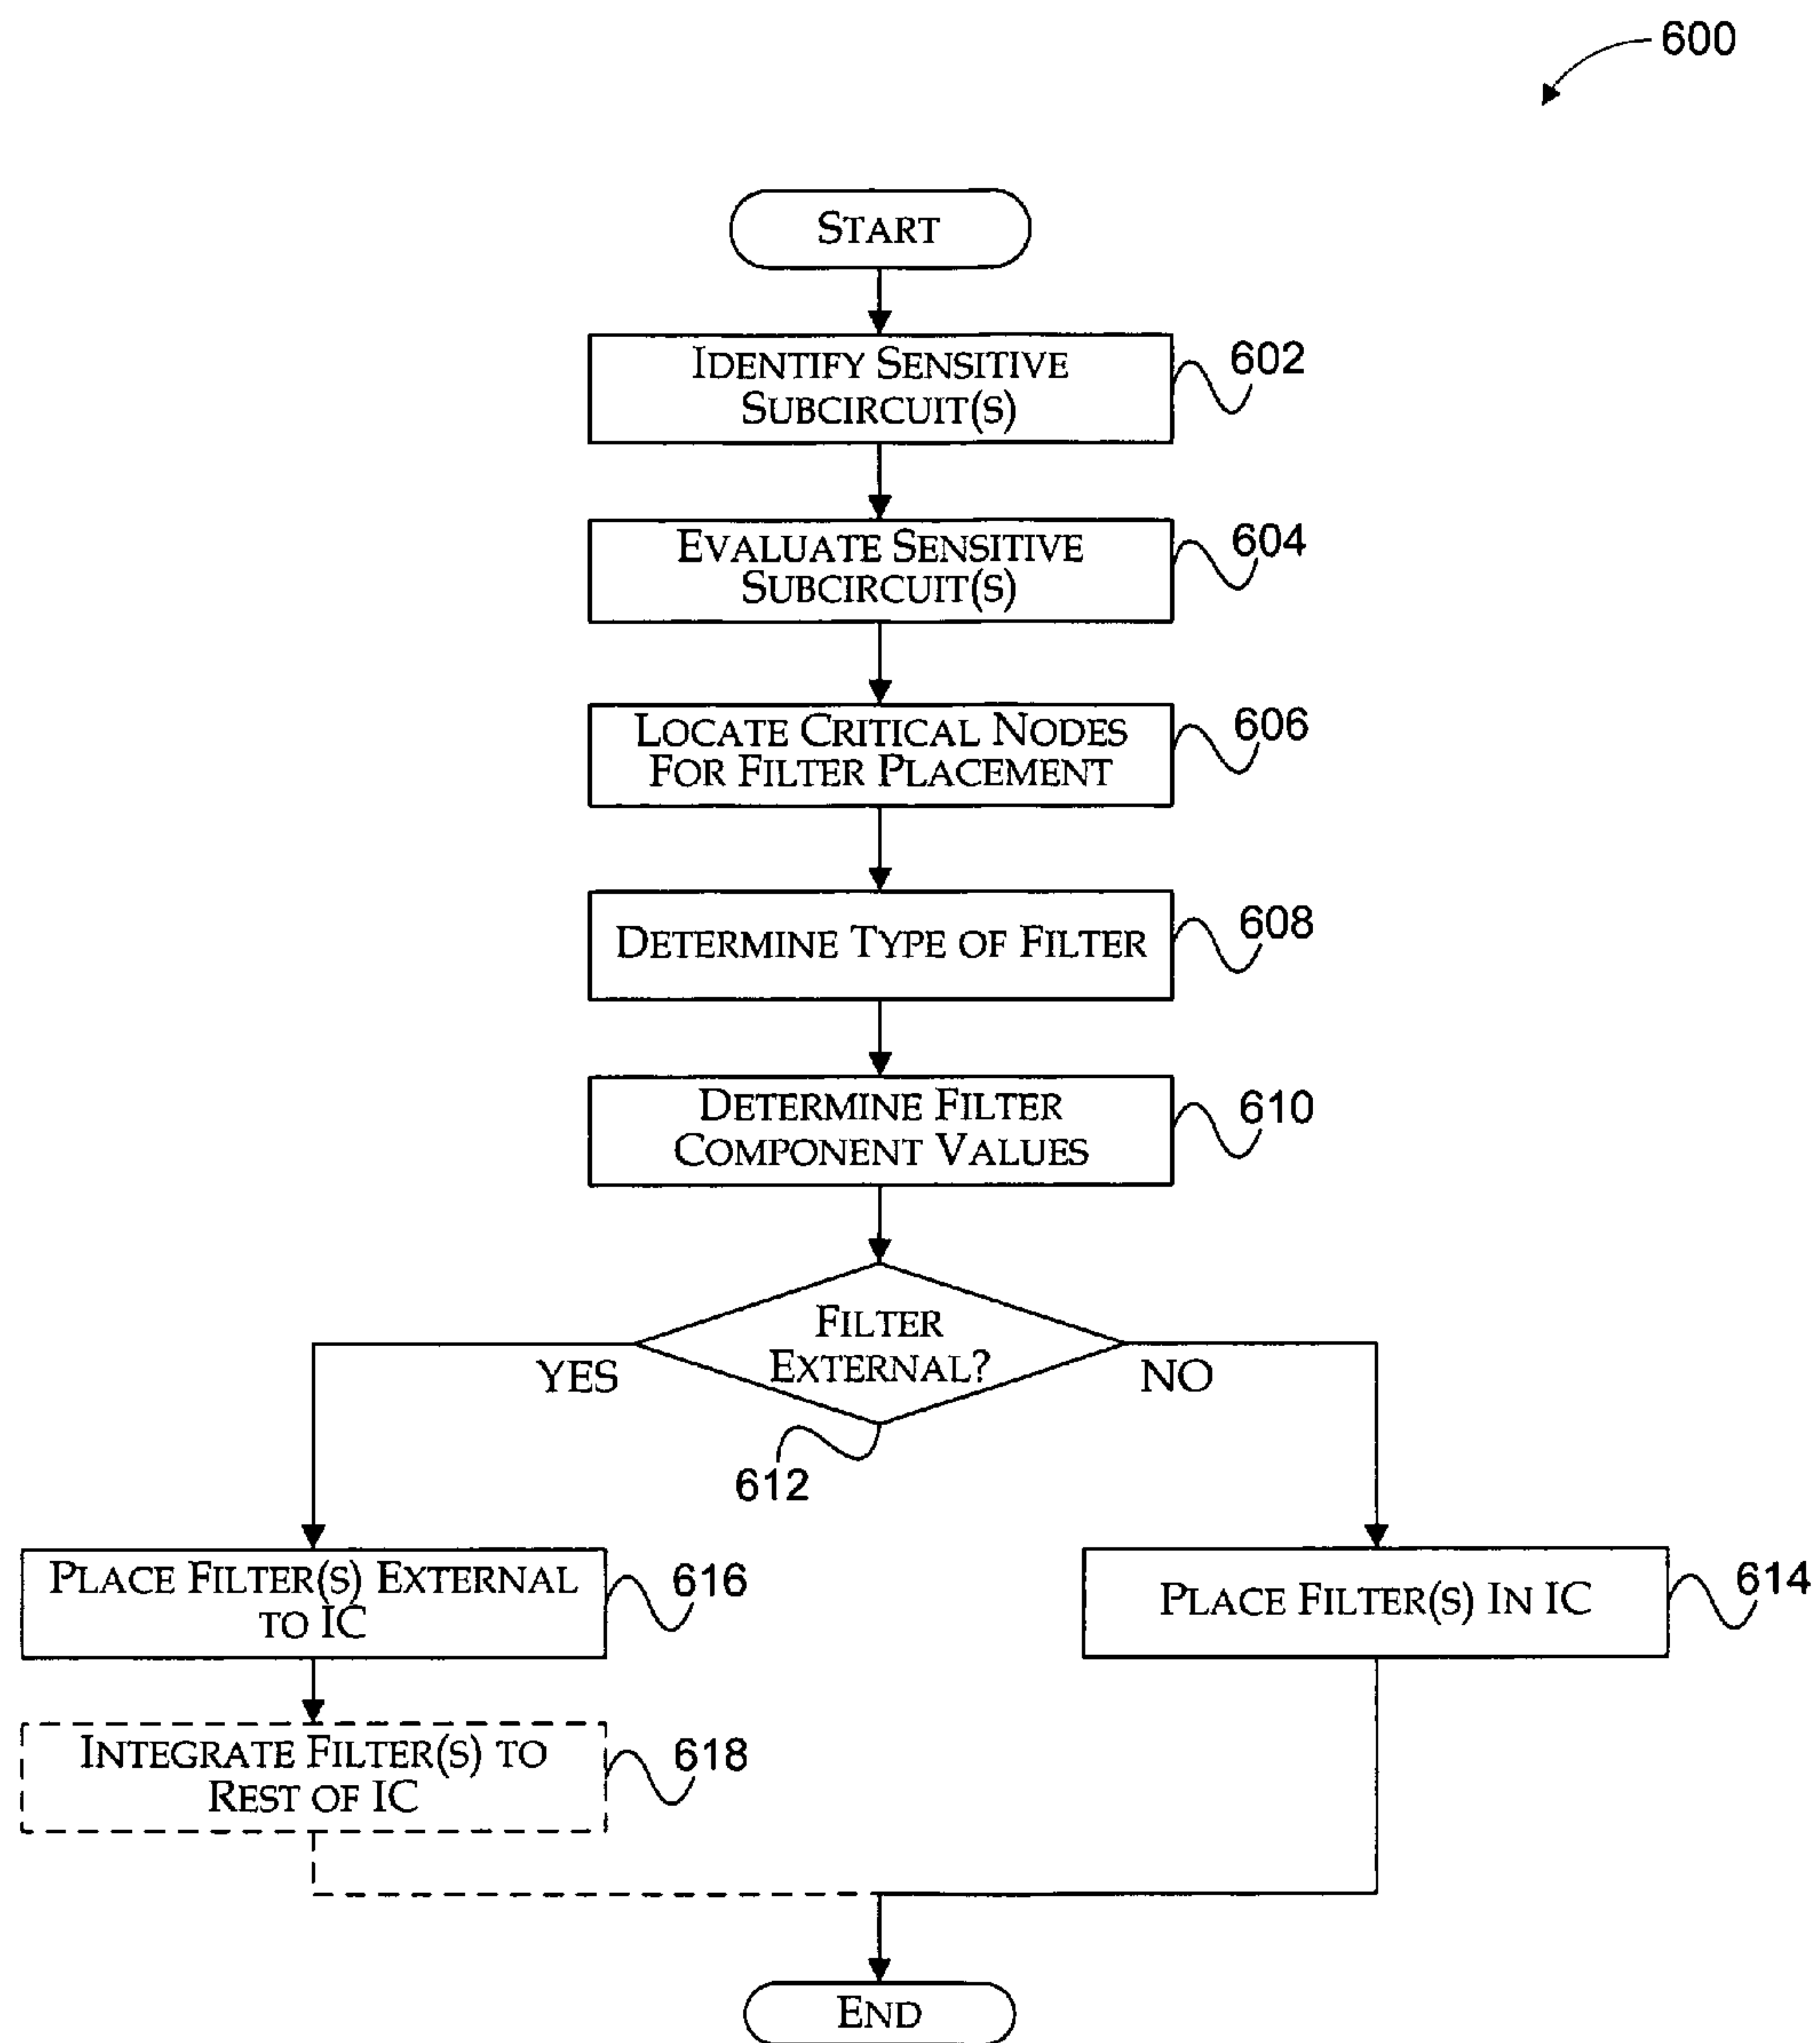 600
START
IDENTIFY SENSITIVE
SUBCIRCUIT(S)
602
EVALUATE SENSITIVE
SUBCIRCUIT(S)
604
LOCATE CRITICAL NODES
FOR FILTER PLACEMENT
606
DETERMINE TYPE OF FILTER
608
DETERMINE FILTER
COMPONENT VALUES
610
FILTER
EXTERNAL?
YES
NO
612
PLACE FILTER(S) EXTERNAL
TO IC
616
PLACE FILTER(S) IN IC
614
INTEGRATE FILTER(S) TO
REST OF IC
618
END